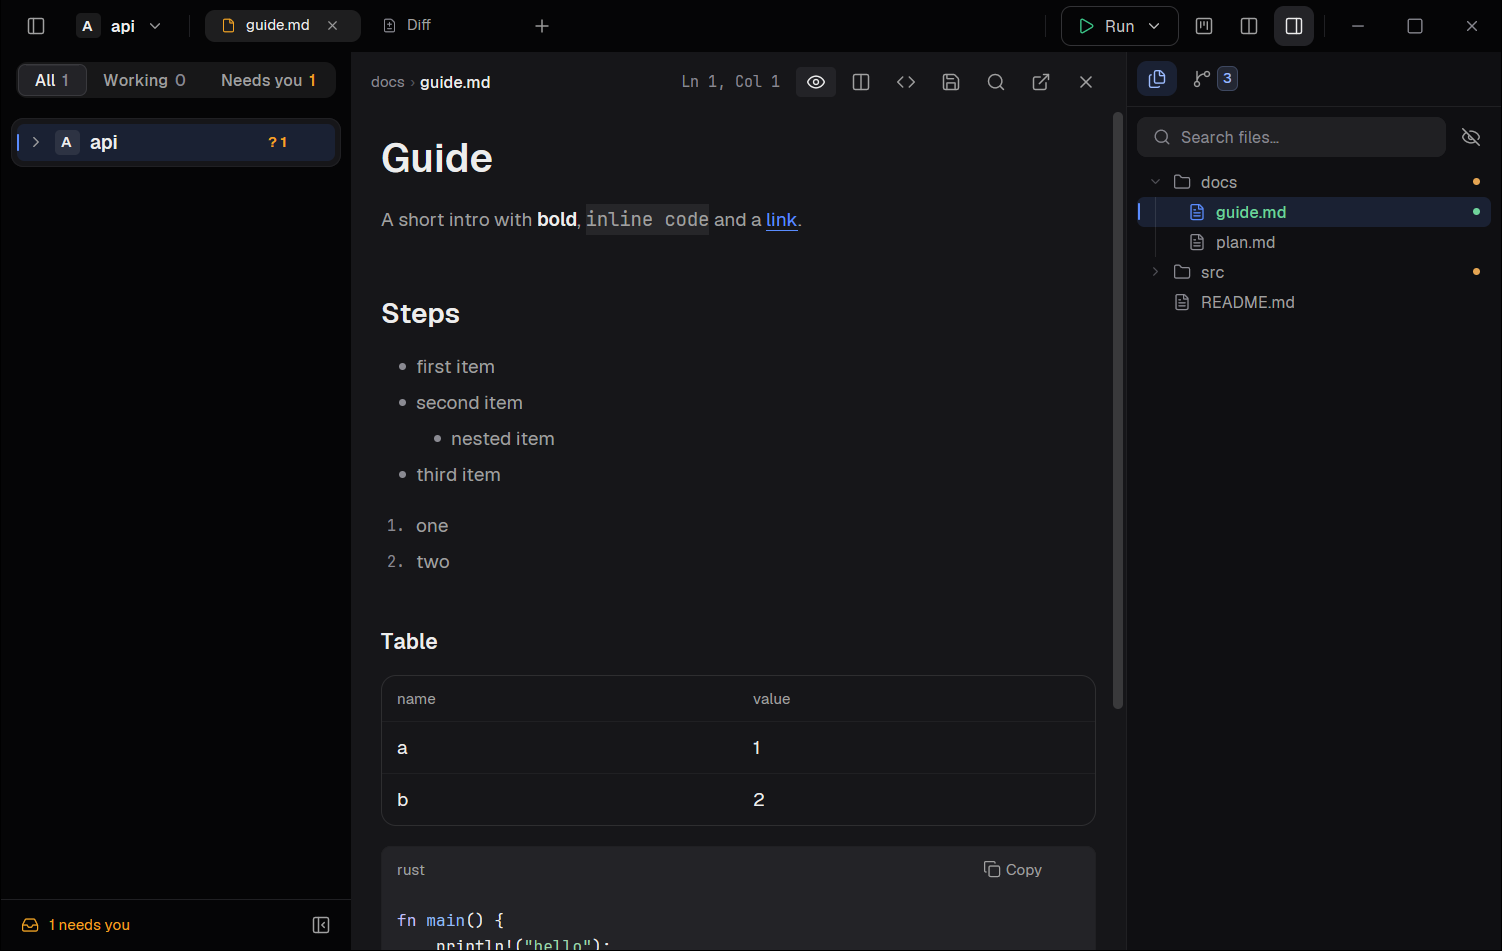 A api
guide.md
Diff
Run
All 1
Working 0
Needs you 1
A api
? 1
docs › guide.md
Ln 1, Col 1
3
Guide
A short intro with bold, inline code and a link.
Steps
first item
second item
nested item
third item
1. one
2. two
Table
name value
a 1
b 2
rust
Copy
fn main() {
println!("hello");
Search files...
docs
guide.md
plan.md
src
README.md
1 needs you